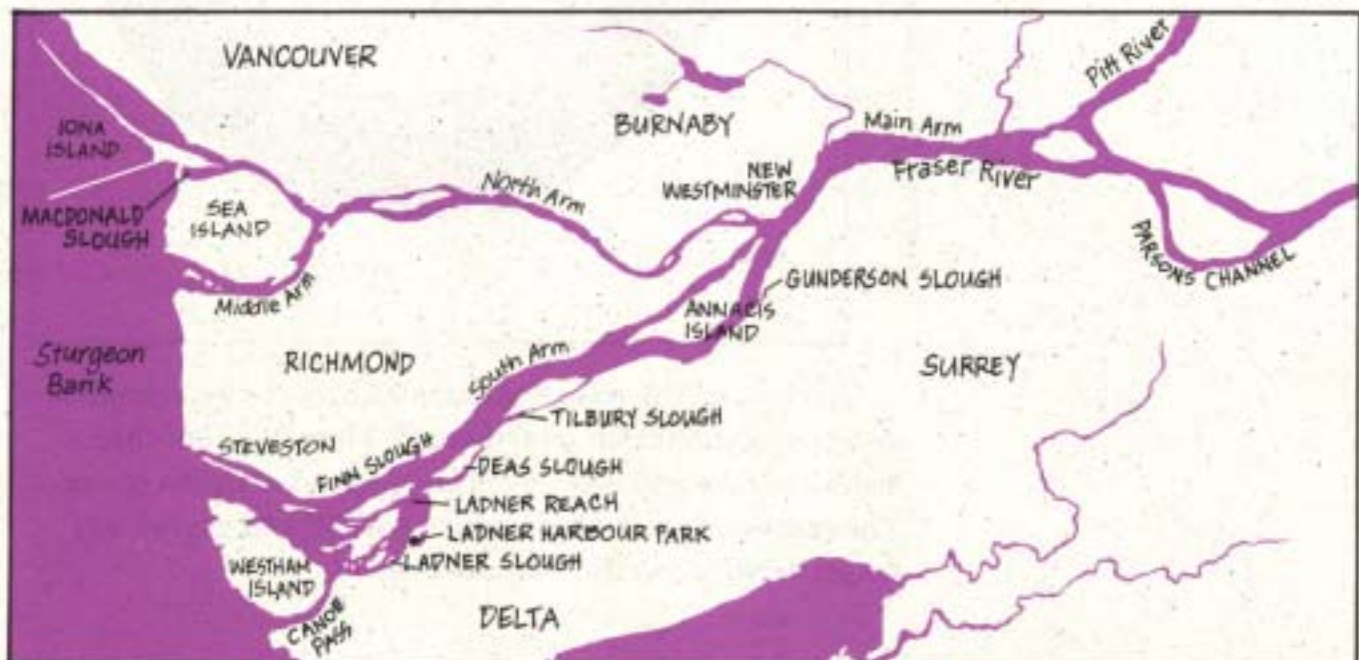 VANCOUVER
Pitt River
IONA
ISLAND
BURNABY
Main Arm
Fraser River
NEW
WESTMINSTER
North Arm
MACDONALD
SLOUGH
SEA
ISLAND
PARSONS CHANNEL
Middle Arm
GUNDERSON SLOUGH
ANNACIS
ISLAND
Sturgeon
Bank
RICHMOND
South Arm
SURREY
TILBURY SLOUGH
STEVESTON
FINN SLOUGH
DEAS SLOUGH
LADNER REACH
LADNER HARBOUR PARK
LADNER SLOUGH
WESTHAM
ISLAND
CANOE
PASS
DELTA